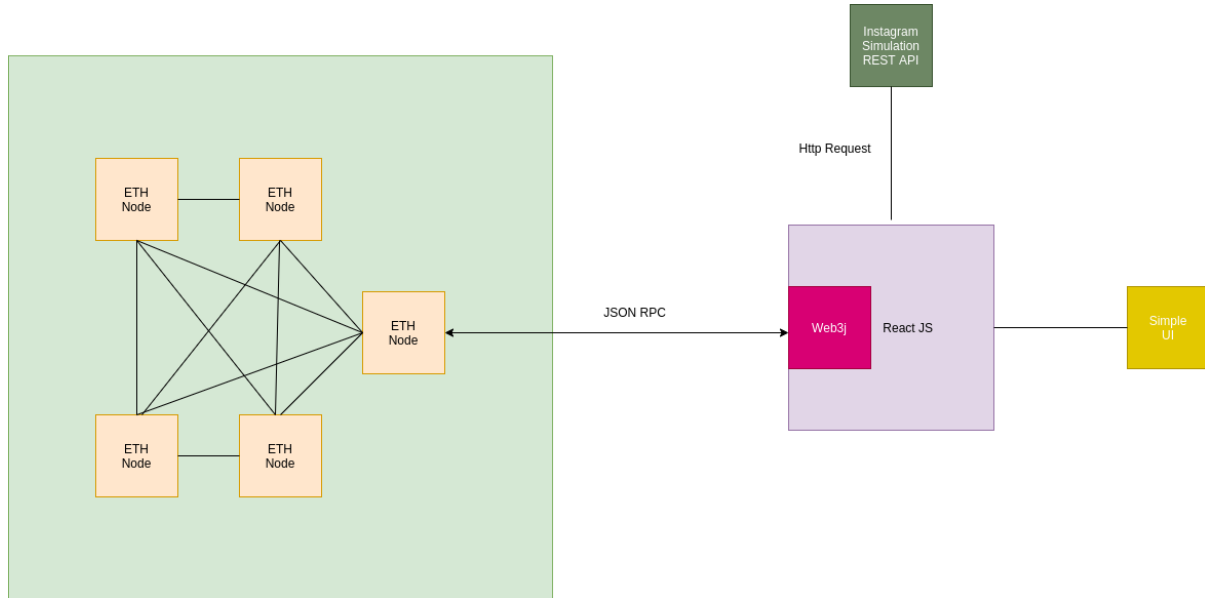 Instagram
Simulation
REST API
Http Request
ETH
Node
ETH
Node
ETH
Node
JSON RPC
Web3j
React JS
Simple
UI
ETH
Node
ETH
Node